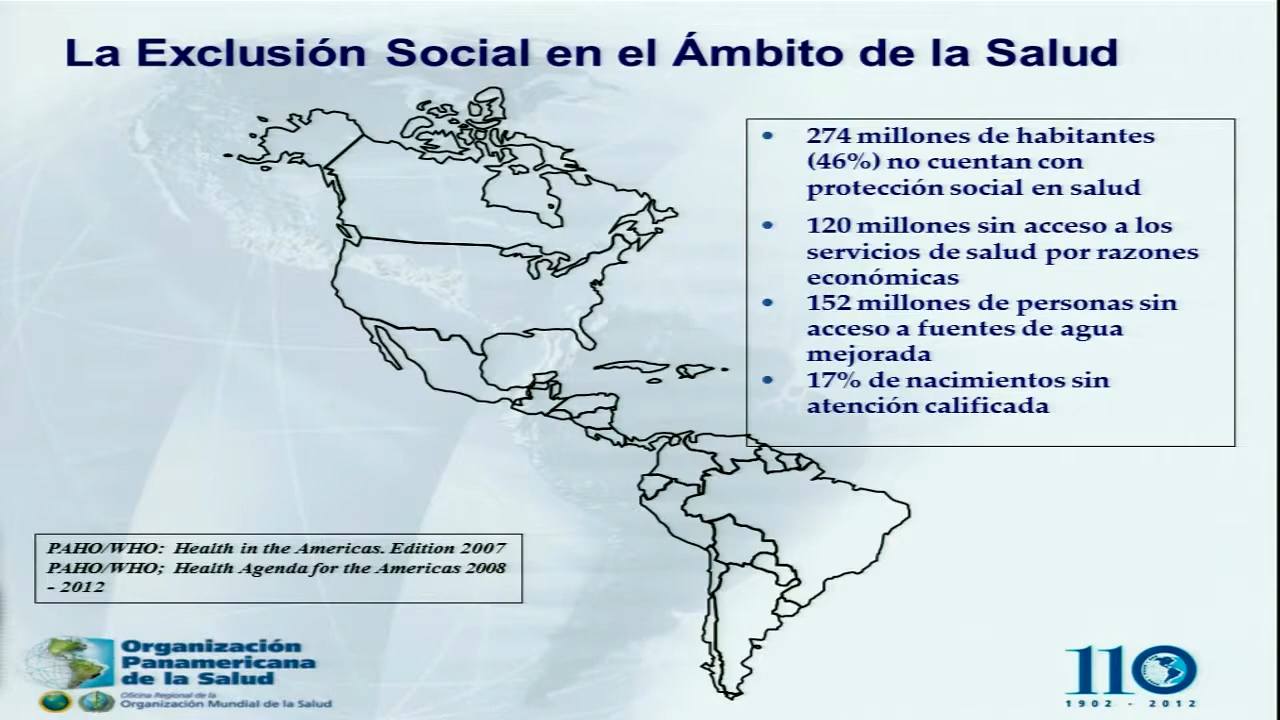 La Exclusión Social en el Ámbito de la Salud
• 274 millones de habitantes
(46%) no cuentan con
protección social en salud
• 120 millones sin acceso a los
servicios de salud por razones
económicas
• 152 millones de personas sin
acceso a fuentes de agua
mejorada
• 17% de nacimientos sin
atención calificada
PAHO/WHO: Health in the Americas. Edition 2007
PAHO/WHO; Health Agenda for the Americas 2008
- 2012
Organización
Panamericana
de la Salud
Oficina Regional de la
Organización Mundial de la Salud
110
1902 - 2012